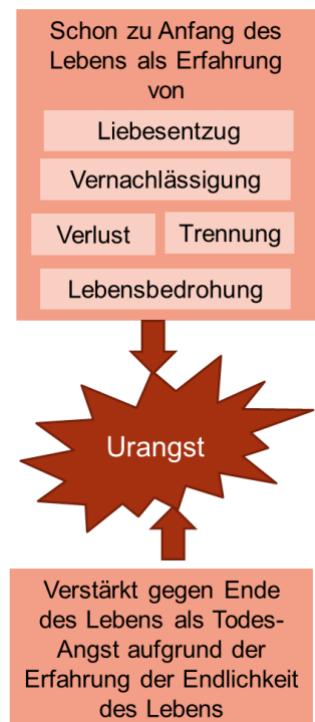 Schon zu Anfang des
Lebens als Erfahrung
von
Liebesentzug
Vernachlässigung
Verlust
Trennung
Lebensbedrohung
Urangst
Verstärkt gegen Ende
des Lebens als Todes-
Angst aufgrund der
Erfahrung der Endlichkeit
des Lebens